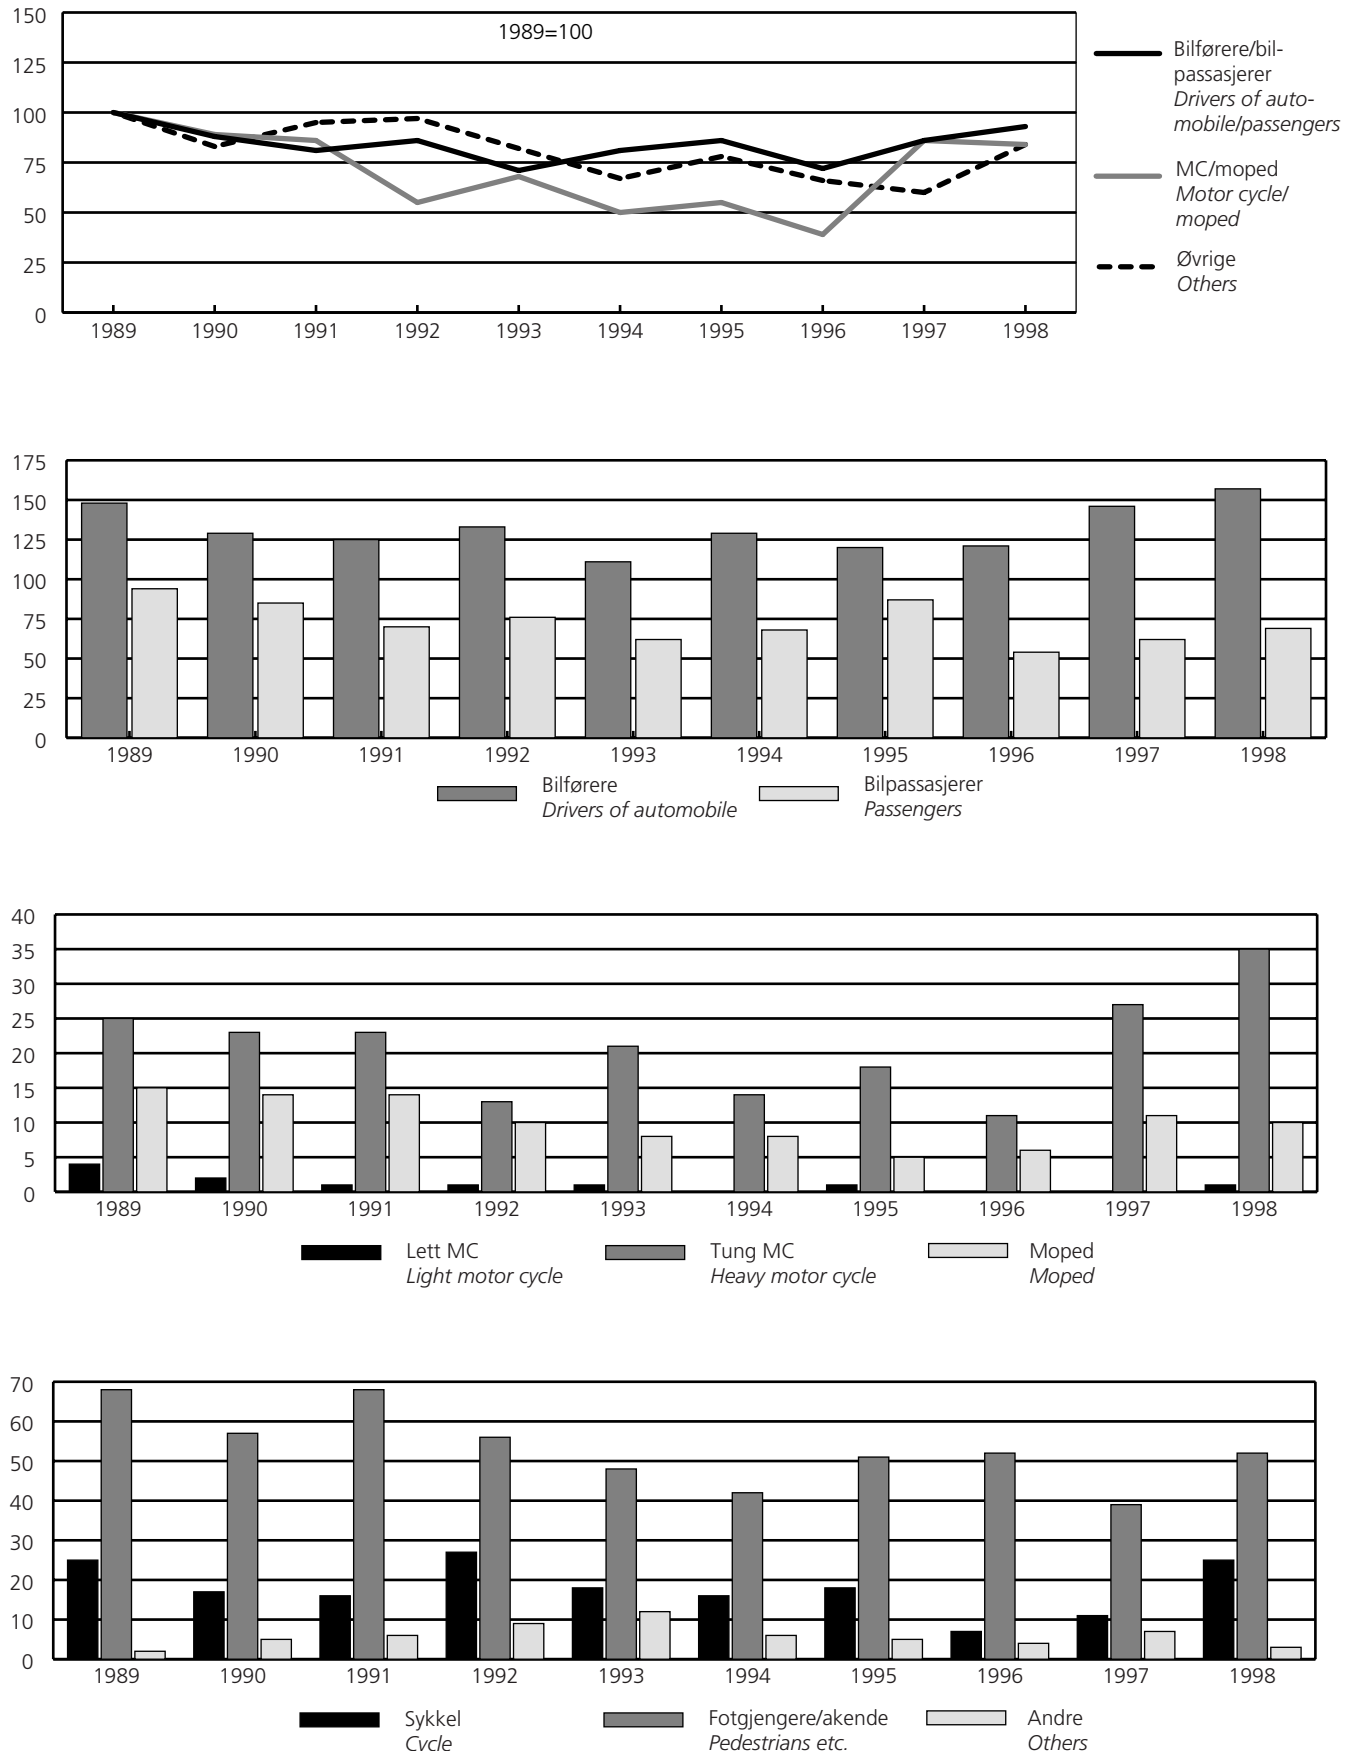 150
1989=100
125
100
75
50
25
0
1989 1990 1991 1992 1993 1994 1995 1996 1997 1998
Bilførere/bil-
passasjerer
Drivers of auto-
mobile/passengers
MC/moped
Motor cycle/
moped
Øvrige
Others
175
150
125
100
75
50
25
0
1989 1990 1991 1992 1993 1994 1995 1996 1997 1998
Bilførere Bilpassasjerer
Drivers of automobile Passengers
40
35
30
25
20
15
10
5
0
1989 1990 1991 1992 1993 1994 1995 1996 1997 1998
Lett MC Tung MC Moped
Light motor cycle Heavy motor cycle Moped
70
60
50
40
30
20
10
0
1989 1990 1991 1992 1993 1994 1995 1996 1997 1998
Sykkel Fotgjengere/akende Andre
Cycle Pedestrians etc. Others